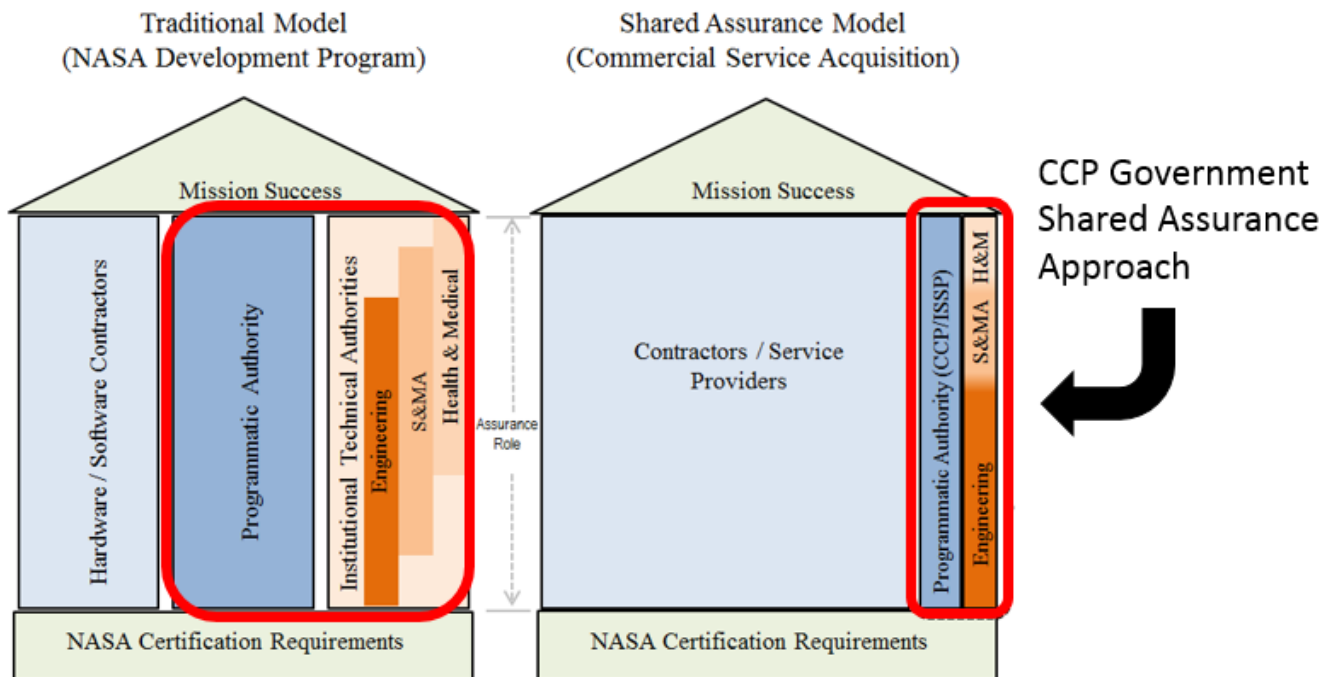 Traditional Model
(NASA Development Program)
Shared Assurance Model
(Commercial Service Acquisition)
Mission Success
Hardware / Software Contractors
Programmatic Authority
Institutional Technical Authorities
Engineering
S&MA
Health & Medical
NASA Certification Requirements
Assurance
Role
Mission Success
Contractors / Service
Providers
Programmatic Authority (CCP/ISSP)
Engineering
S&MA
H&M
NASA Certification Requirements
CCP Government
Shared Assurance
Approach